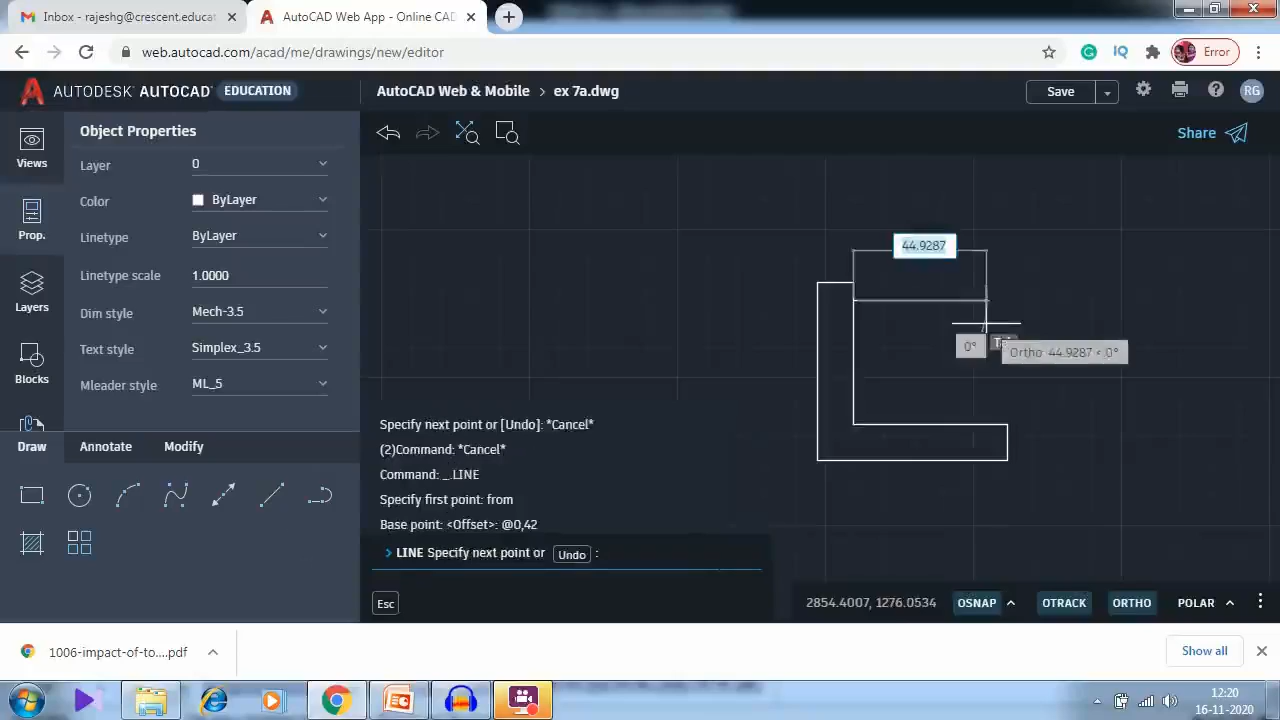 Inbox - rajeshg@crescent.educat
AutoCAD Web App - Online CAD
web.autocad.com/acad/me/drawings/new/editor
Error
AUTODESK AUTOCAD EDUCATION
AutoCAD Web & Mobile > ex 7a.dwg
Save
RG
Views
Prop.
Layers
Blocks
Object Properties
Layer 0
Color ByLayer
Linetype ByLayer
Linetype scale 1.0000
Dim style Mech-3.5
Text style Simplex_3.5
Mleader style ML_5
Draw Annotate Modify
Share
44.9287
0°
Ortho: 44.9287 < 0°
Specify next point or [Undo]: *Cancel*
(2)Command: *Cancel*
Command: _.LINE
Specify first point: from
Base point: <Offset>: @0,42
> LINE Specify next point or Undo :
Esc
2854.4007, 1276.0534
OSNAP
OTRACK
ORTHO
POLAR
1006-impact-of-to....pdf
Show all
12:20
16-11-2020